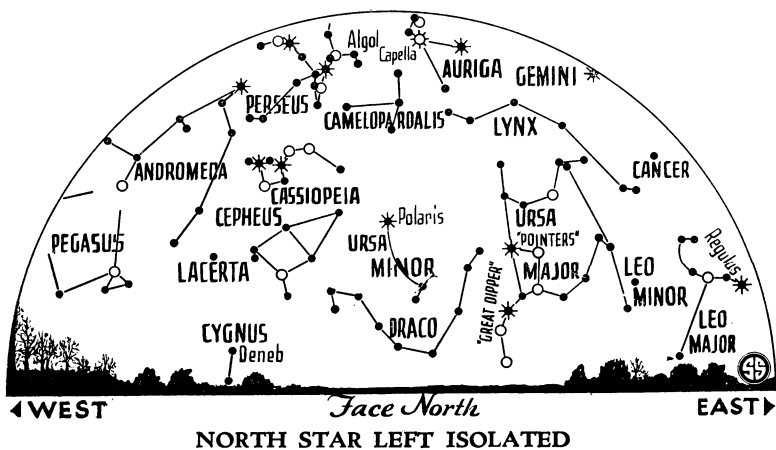 Algol
Capella
AURIGA
GEMINI
PERSEUS
CAMELOPARDALIS
LYNX
ANDROMEDA
CANCER
CASSIOPEIA
CEPHEUS
Polaris
URSA
MINOR
URSA
"POINTERS"
MAJOR
PEGASUS
LACERTA
"GREAT DIPPER"
LEO
MINOR
Regulus
CYGNUS
Deneb
DRACO
LEO
MAJOR
SS
WEST
Face North
EAST
NORTH STAR LEFT ISOLATED